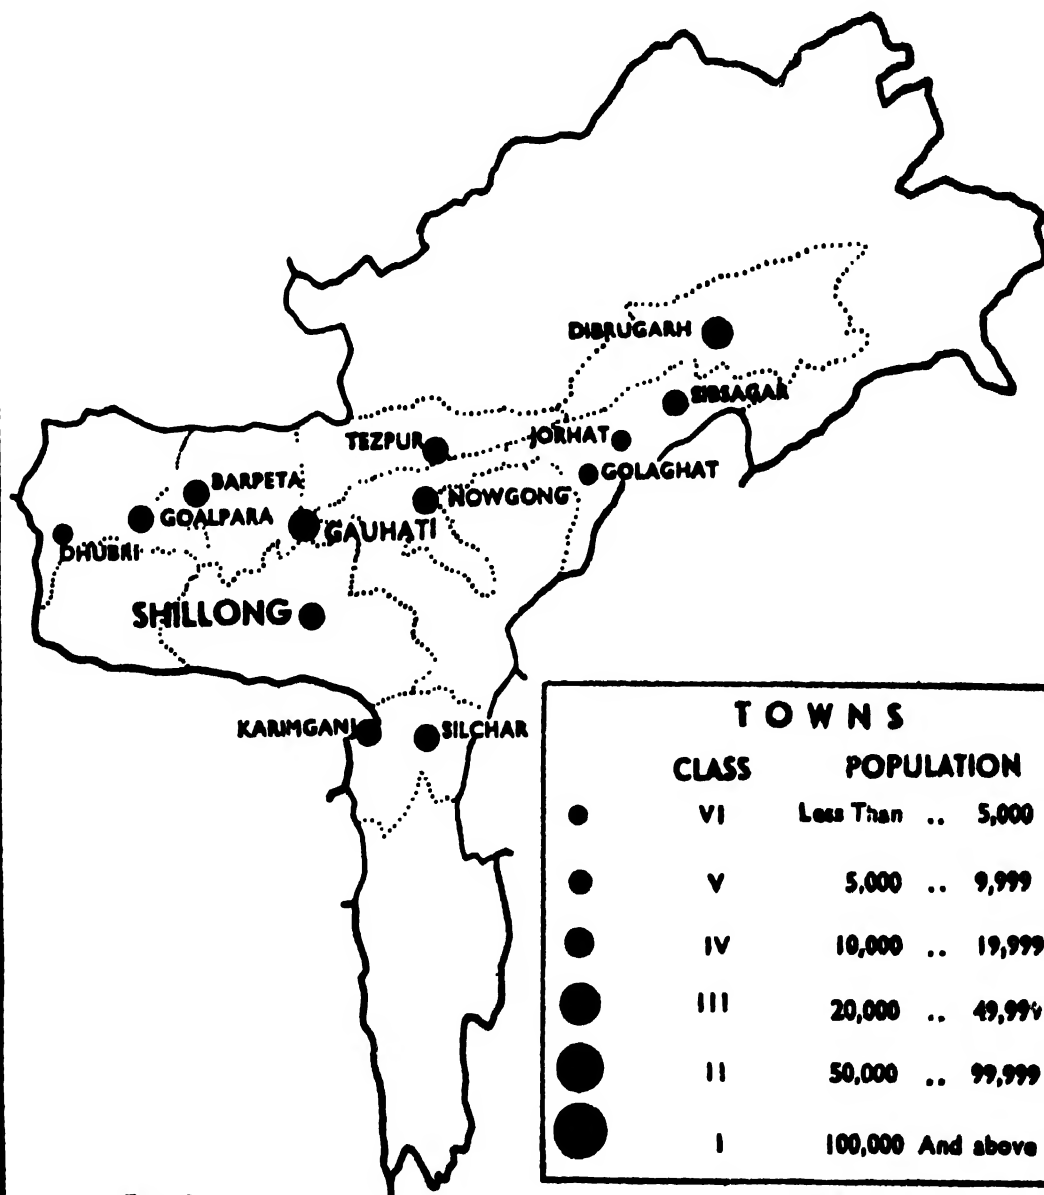 DIBRUGARH
SIBSAGAR
TEZPUR
JORHAT
GOLAGHAT
BARPETA
NOWGONG
GOALPARA
GAUHATI
DHUBRI
SHILLONG
KARIMGANJ
SILCHAR
TOWNS
CLASS POPULATION
VI Less Than .. 5,000
V 5,000 .. 9,999
IV 10,000 .. 19,999
III 20,000 .. 49,999
II 50,000 .. 99,999
I 100,000 And above